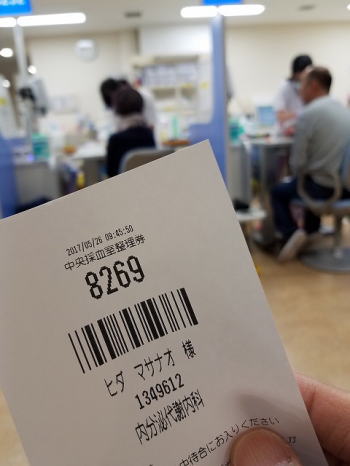 2017/05/26 09:45:50
中央採血室整理券
8269
ヒダ マサナオ 様
1349612
内分泌代謝内科
中待合にお入りください